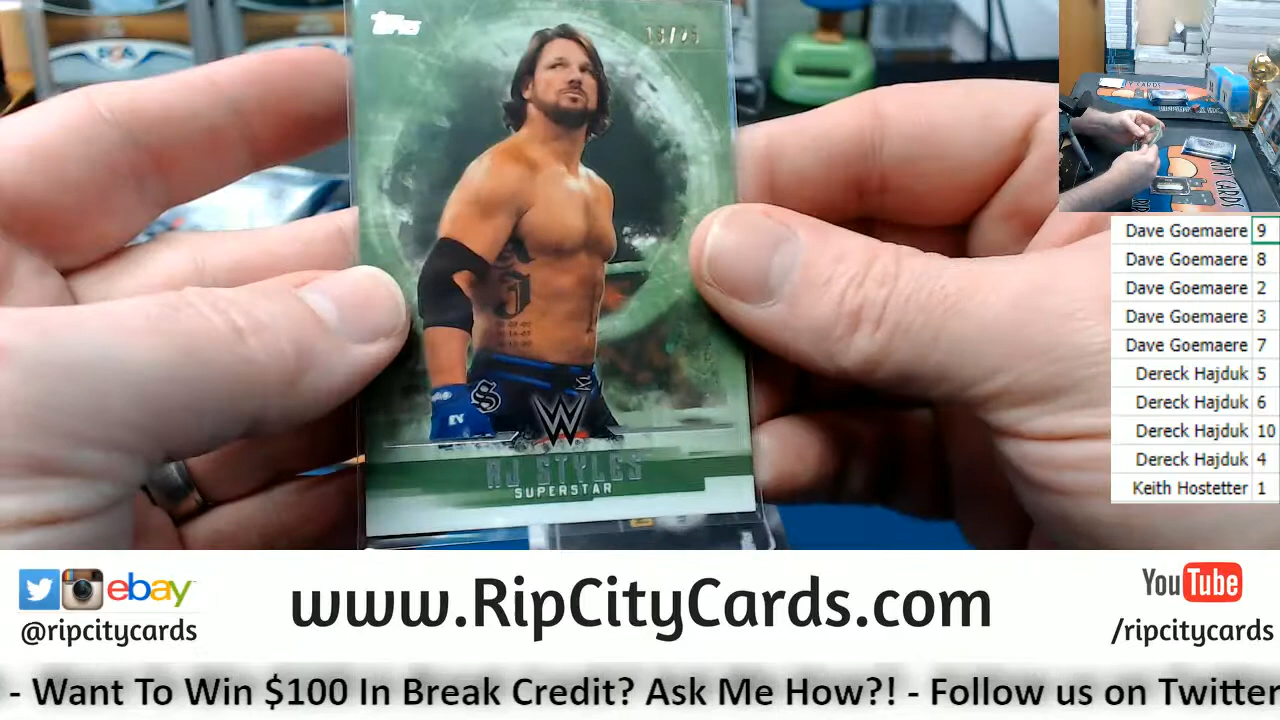 topps
AJ STYLES
SUPERSTAR
Dave Goemaere 9
Dave Goemaere 8
Dave Goemaere 2
Dave Goemaere 3
Dave Goemaere 7
Dereck Hajduk 5
Dereck Hajduk 6
Dereck Hajduk 10
Dereck Hajduk 4
Keith Hostetter 1
ebay
@ripcitycards
www.RipCityCards.com
YouTube
/ripcitycards
- Want To Win $100 In Break Credit? Ask Me How?! - Follow us on Twitter